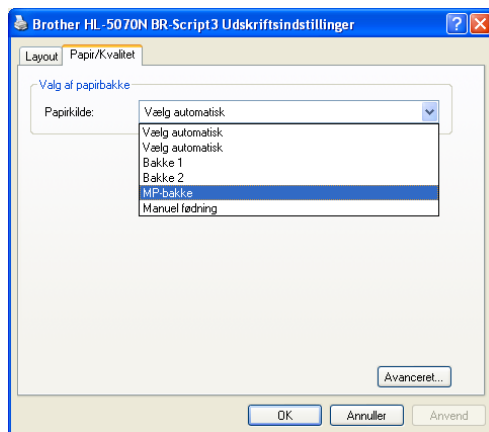 Brother HL-5070N BR-Script3 Udskriftsindstillinger
Layout Papir/Kvalitet
Valg af papirbakke
Papirkilde: Vælg automatisk
Vælg automatisk
Vælg automatisk
Bakke 1
Bakke 2
MP-bakke
Manuel fødning
Avanceret...
OK Annuller Anvend